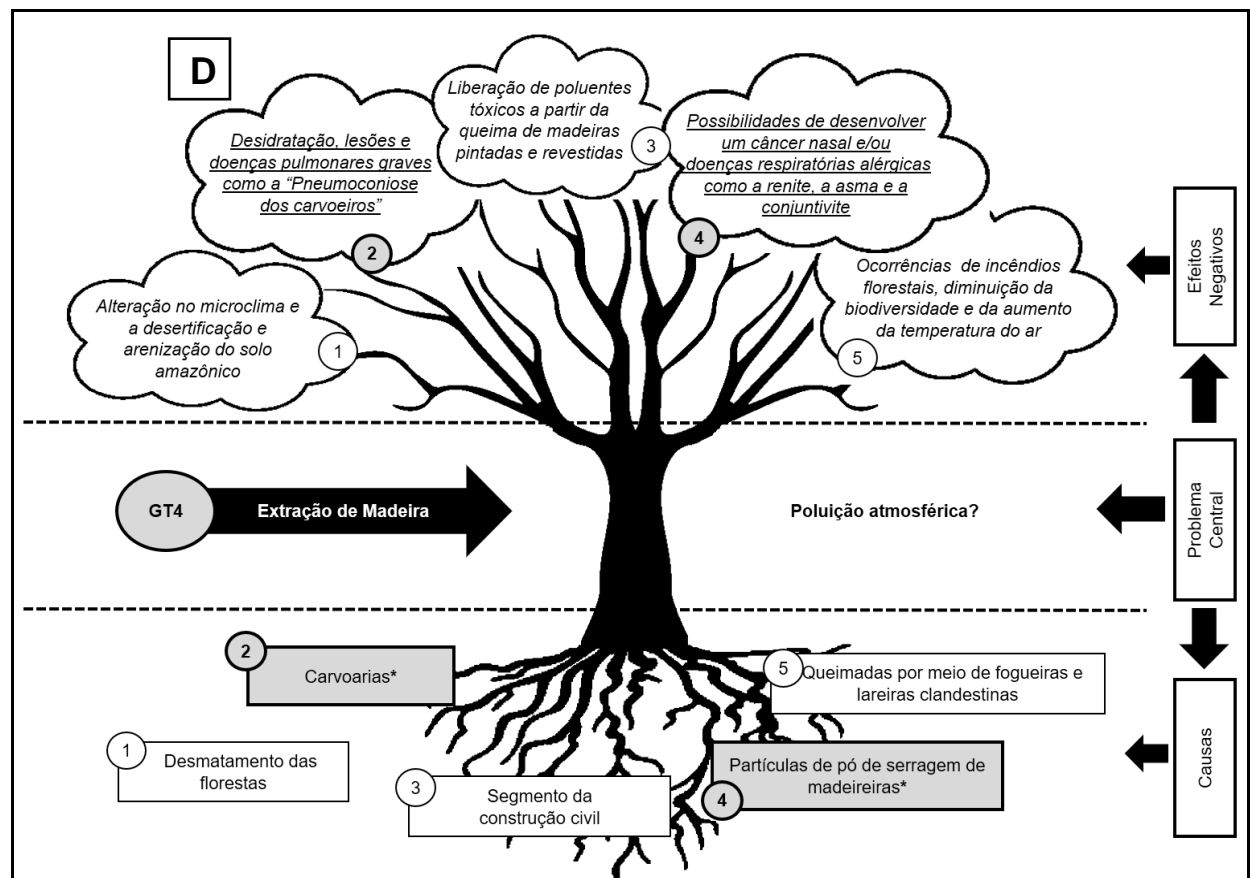 D
Liberação de poluentes
tóxicos a partir da
queima de madeiras
pintadas e revestidas
3
Desidratação, lesões e
doenças pulmonares graves
como a “Pneumoconiose
dos carvoeiros”
2
Possibilidades de desenvolver
um câncer nasal e/ou
doenças respiratórias alérgicas
como a renite, a asma e a
conjuntivite
4
Alteração no microclima e
a desertificação e
arenização do solo
amazônico
1
Ocorrências de incêndios
florestais, diminuição da
biodiversidade e da aumento
da temperatura do ar
5
Efeitos
Negativos
GT4
Extração de Madeira
Poluição atmosférica?
Problema
Central
2
Carvoarias*
5
Queimadas por meio de fogueiras e
lareiras clandestinas
1
Desmatamento das
florestas
3
Segmento da
construção civil
Partículas de pó de serragem de
madeireiras*
4
Causas